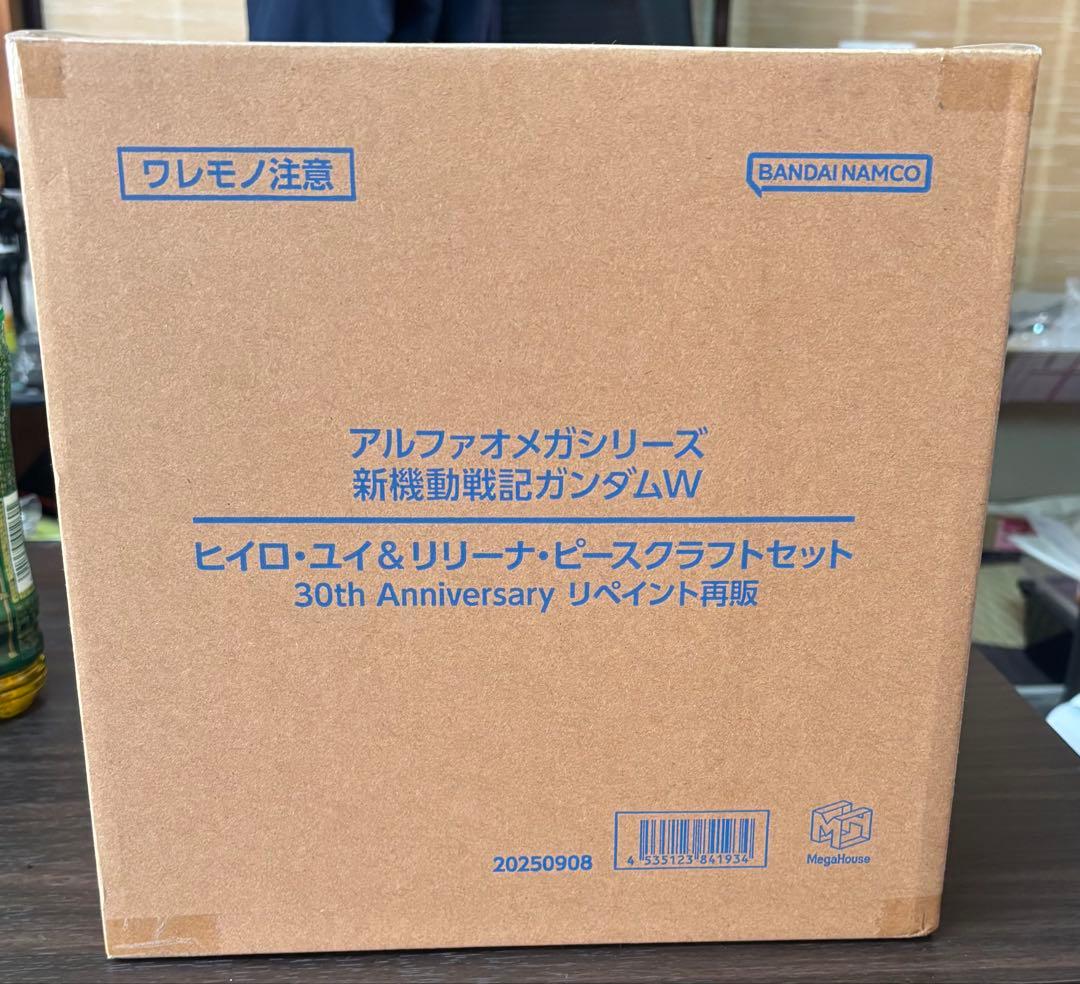 ワレモノ注意
BANDAI NAMCO
アルファオメガシリーズ
新機動戦記ガンダムW
ヒイロ・ユイ&リリーナ・ピースクラフトセット
30th Anniversary リペイント再販
20250908
4 535123 841934
MegaHouse